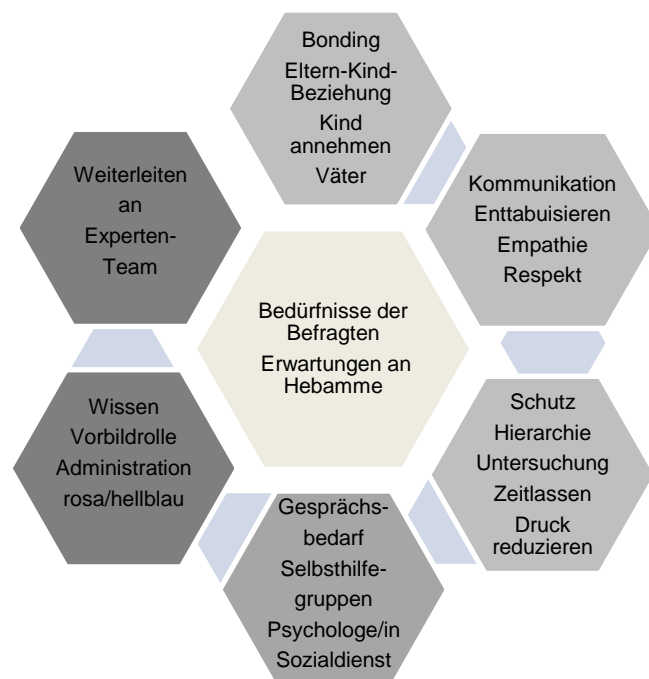 Bonding
Eltern-Kind-
Beziehung
Kind
annehmen
Väter
Kommunikation
Enttabuisieren
Empathie
Respekt
Schutz
Hierarchie
Untersuchung
Zeitlassen
Druck
reduzieren
Gesprächs-
bedarf
Selbsthilfe-
gruppen
Psychologe/in
Sozialdienst
Wissen
Vorbildrolle
Administration
rosa/hellblau
Weiterleiten
an
Experten-
Team
Bedürfnisse der
Befragten
Erwartungen an
Hebamme